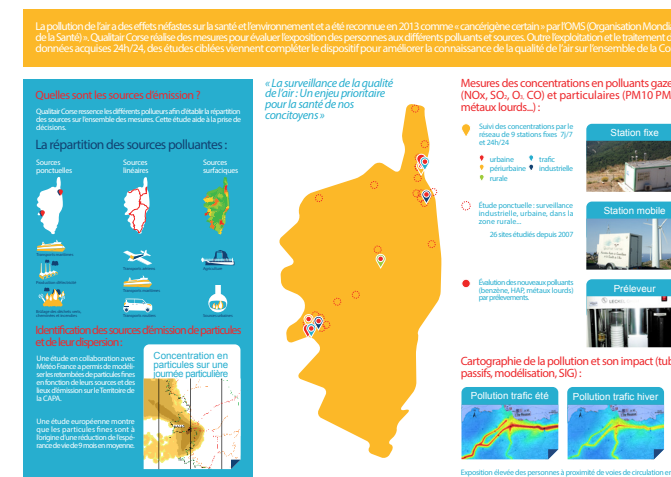 La pollution de l'air a des effets néfastes sur la santé et l'environnement et a été reconnue en 2013 comme « cancérigène certain » par l'OMS (Organisation Mondia
de la Santé) ». Qualitair Corse réalise des mesures pour évaluer l'exposition des personnes aux différents polluants et sources. Outre l'exploitation et le traitement d
données acquises 24h/24, des études ciblées viennent compléter le dispositif pour améliorer la connaissance de la qualité de l'air sur l'ensemble de la Co
Quelles sont les sources d'émission ?
Qualitair Corse ressence les différents pollueurs afin d'établir la répartition
des sources sur l'ensemble des mesures. Cette étude aide à la prise de
décisions.
La répartition des sources polluantes :
Sources
ponctuelles
Sources
linéaires
Sources
surfaciques
Transports maritimes
Transports aériens
Agriculture
Transports maritimes
Transports routiers
Identification des sources d'émission de particules
et de leur dispersion :
Une étude en collaboration avec
Météo France a permis de modéli-
ser les retombées de particules fines
en fonction de leurs sources et des
lieux d'émission sur le Territoire de
la CAPA.
Une étude européenne montre
que les particules fines sont à
l'origine d'une réduction de l'espé-
rance de vie de 9 mois en moyenne.
Concentration en
particules sur une
journée particulière
« La surveillance de la qualité
de l'air : Un enjeu prioritaire
pour la santé de nos
concitoyens »
Mesures des concentrations en polluants gaze
(NOx, SO₂, O₃ CO) et particulaires (PM10 PM
métaux lourds...) :
Suivi des concentrations par le
réseau de 9 stations fixes 7j/7
et 24h/24
urbaine
trafic
périurbaine
industrielle
rurale
Station fixe
Étude ponctuelle : surveillance
industrielle, urbaine, dans la
zone rurale...
26 sites étudiés depuis 2007
Station mobile
Évaluation des nouveaux polluants
(benzène, HAP, métaux lourds)
par prélevements.
Préleveur
Cartographie de la pollution et son impact (tub
passifs, modélisation, SIG) :
Pollution trafic été
Pollution trafic hiver
Exposition élevée des personnes à proximité de voies de circulation en